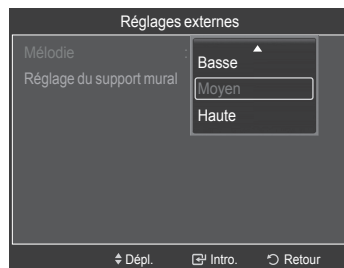 Réglages externes
Mélodie :
Basse
Réglage du support mural
Moyen
Haute
Dépl. Intro. Retour